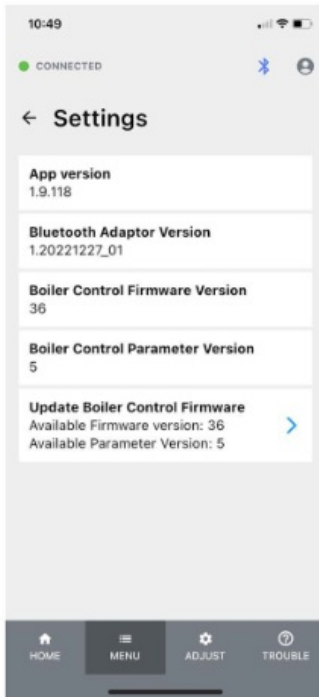 10:49
CONNECTED
← Settings
App version
1.9.118
Bluetooth Adaptor Version
1.20221227_01
Boiler Control Firmware Version
36
Boiler Control Parameter Version
5
Update Boiler Control Firmware
Available Firmware version: 36
Available Parameter Version: 5
HOME MENU ADJUST TROUBLE